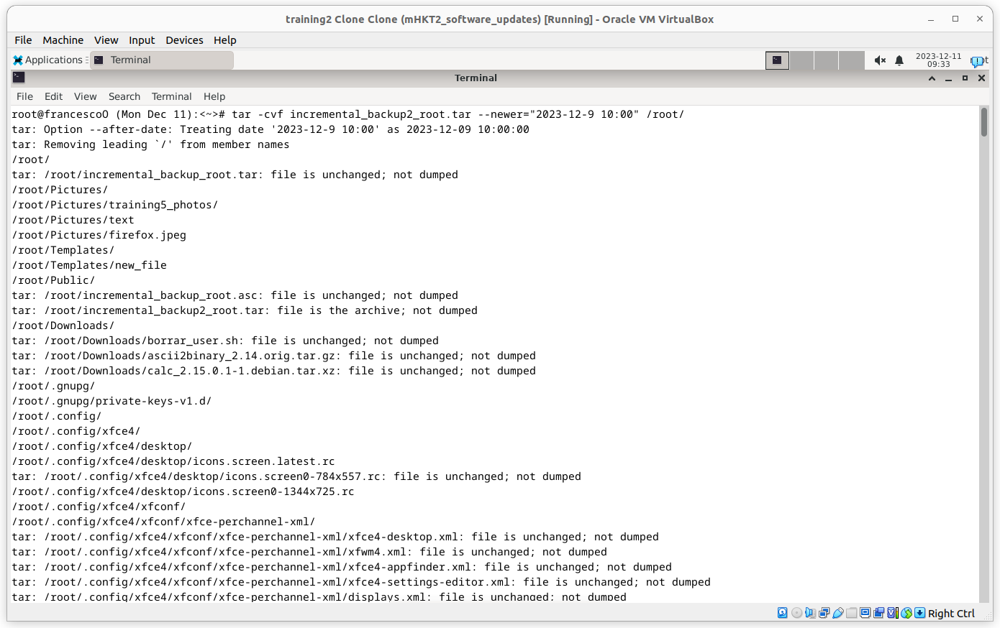 training2 Clone Clone (mHKT2_software_updates) [Running] - Oracle VM VirtualBox
File Machine View Input Devices Help
Applications Terminal 2023-12-11
09:33
Terminal
File Edit View Search Terminal Help
root@francescoO (Mon Dec 11):<~># tar -cvf incremental_backup2_root.tar --newer="2023-12-9 10:00" /root/
tar: Option --after-date: Treating date '2023-12-9 10:00' as 2023-12-09 10:00:00
tar: Removing leading `/' from member names
/root/
tar: /root/incremental_backup_root.tar: file is unchanged; not dumped
/root/Pictures/
/root/Pictures/training5_photos/
/root/Pictures/text
/root/Pictures/firefox.jpeg
/root/Templates/
/root/Templates/new_file
/root/Public/
tar: /root/incremental_backup_root.asc: file is unchanged; not dumped
tar: /root/incremental_backup2_root.tar: file is the archive; not dumped
/root/Downloads/
tar: /root/Downloads/borrar_user.sh: file is unchanged; not dumped
tar: /root/Downloads/ascii2binary_2.14.orig.tar.gz: file is unchanged; not dumped
tar: /root/Downloads/calc_2.15.0.1-1.debian.tar.xz: file is unchanged; not dumped
/root/.gnupg/
/root/.gnupg/private-keys-v1.d/
/root/.config/
/root/.config/xfce4/
/root/.config/xfce4/desktop/
/root/.config/xfce4/desktop/icons.screen.latest.rc
tar: /root/.config/xfce4/desktop/icons.screen0-784x557.rc: file is unchanged; not dumped
/root/.config/xfce4/desktop/icons.screen0-1344x725.rc
/root/.config/xfce4/xfconf/
/root/.config/xfce4/xfconf/xfce-perchannel-xml/
tar: /root/.config/xfce4/xfconf/xfce-perchannel-xml/xfce4-desktop.xml: file is unchanged; not dumped
tar: /root/.config/xfce4/xfconf/xfce-perchannel-xml/xfwm4.xml: file is unchanged; not dumped
tar: /root/.config/xfce4/xfconf/xfce-perchannel-xml/xfce4-appfinder.xml: file is unchanged; not dumped
tar: /root/.config/xfce4/xfconf/xfce-perchannel-xml/xfce4-settings-editor.xml: file is unchanged; not dumped
tar: /root/.config/xfce4/xfconf/xfce-perchannel-xml/displays.xml: file is unchanged; not dumped
Right Ctrl